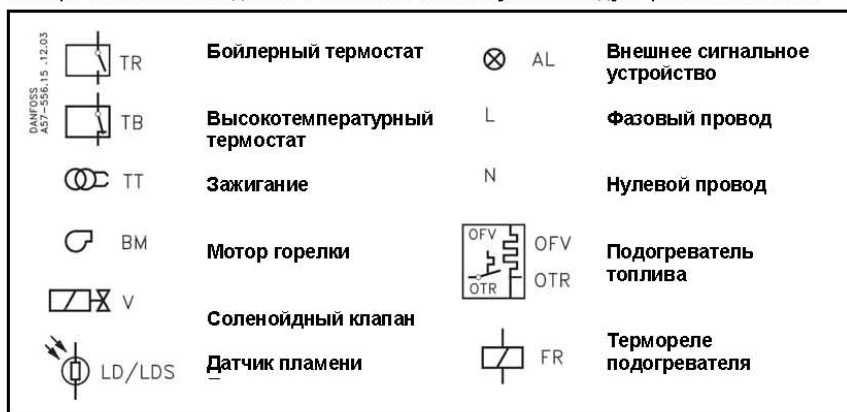 DANFOSS
A57-556.15 .12.03
TR Бойлерный термостат
TB Высокотемпературный
термостат
TT Зажигание
BM Мотор горелки
V Соленойдный клапан
LD/LDS Датчик пламени
AL Внешнее сигнальное
устройство
L Фазовый провод
N Нулевой провод
OFV OFV Подогреватель
OTR OTR топлива
FR Термореле
подогревателя